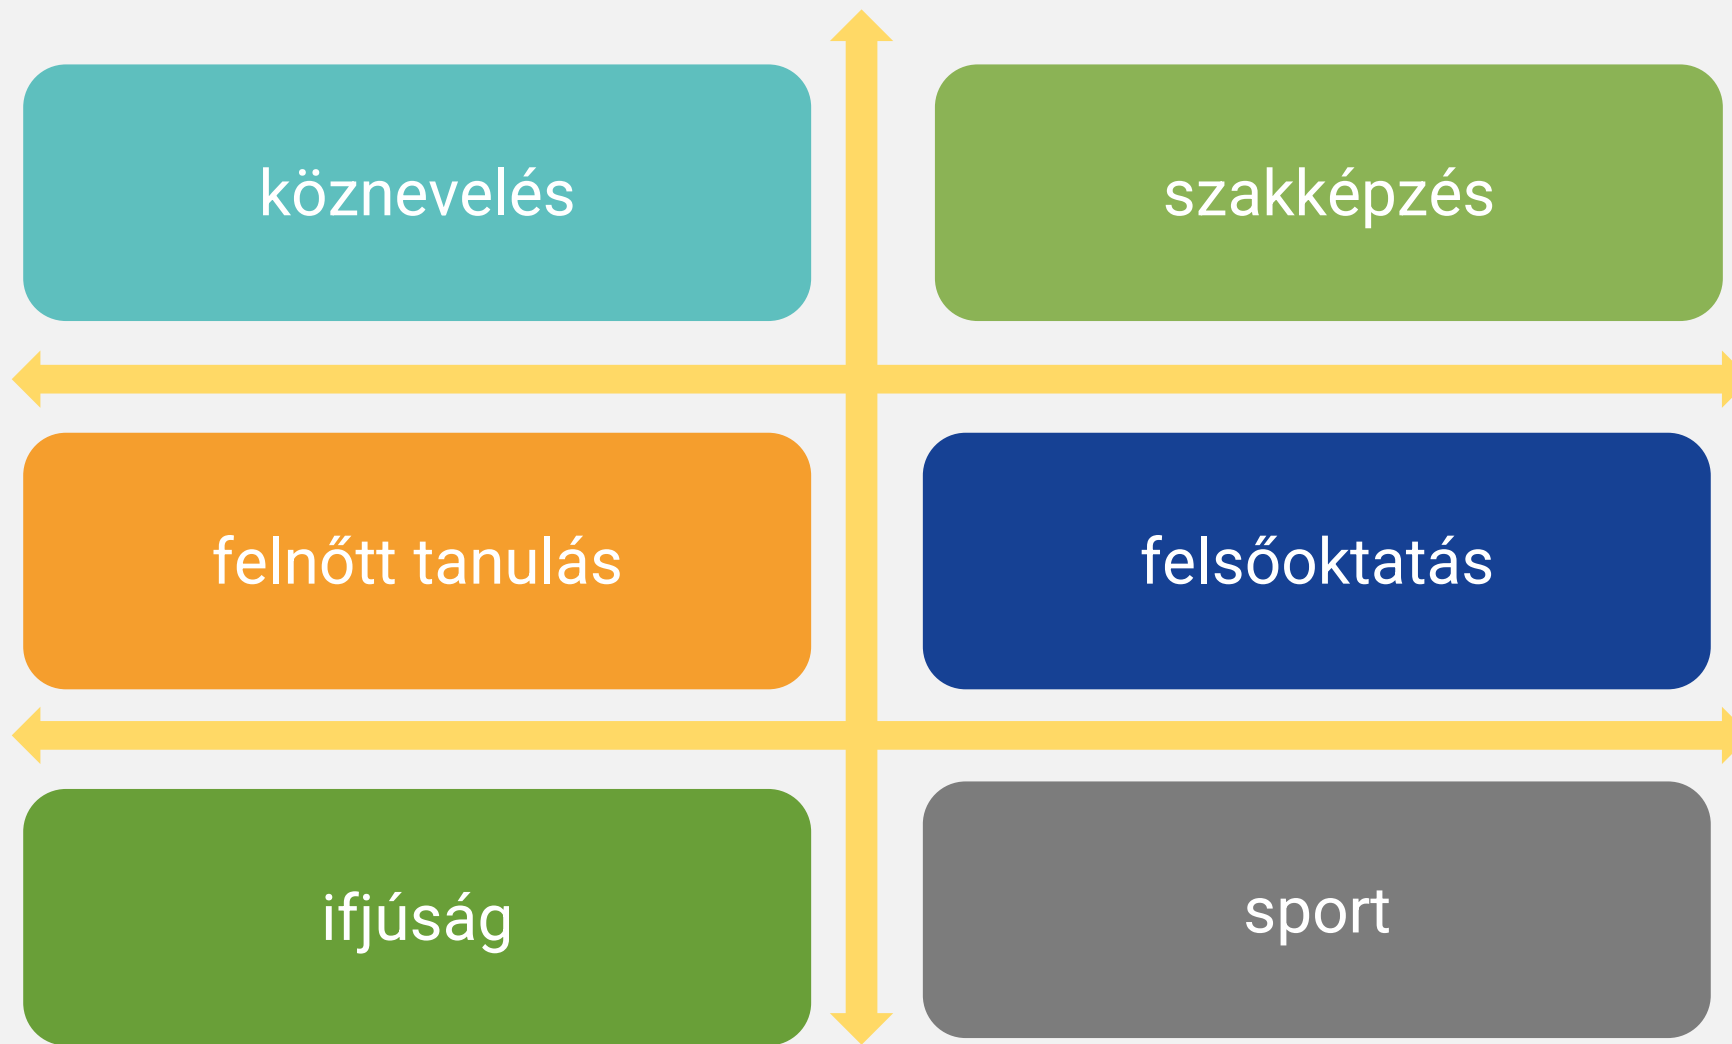 köznevelés
szakképzés
felnőtt tanulás
felsőoktatás
ifjúság
sport